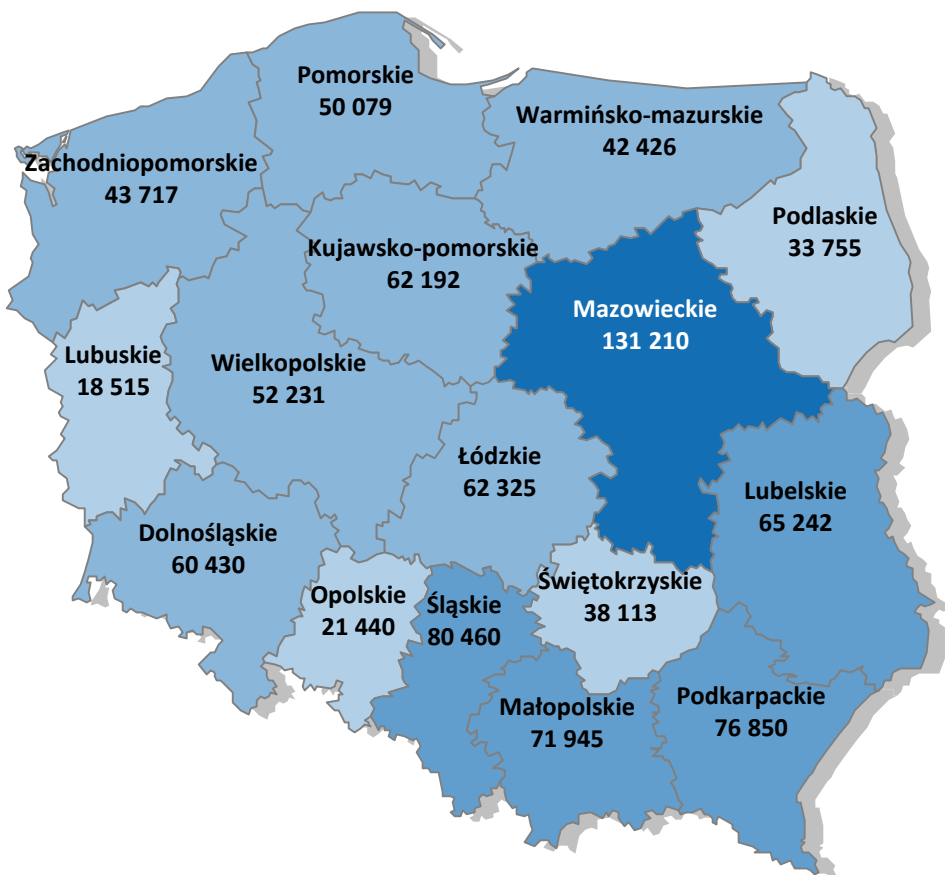 Pomorskie
50 079
Warmińsko-mazurskie
42 426
Zachodniopomorskie
43 717
Podlaskie
33 755
Kujawsko-pomorskie
62 192
Mazowieckie
131 210
Lubuskie
18 515
Wielkopolskie
52 231
Łódzkie
62 325
Lubelskie
65 242
Dolnośląskie
60 430
Opolskie
21 440
Śląskie
80 460
Świętokrzyskie
38 113
Małopolskie
71 945
Podkarpackie
76 850